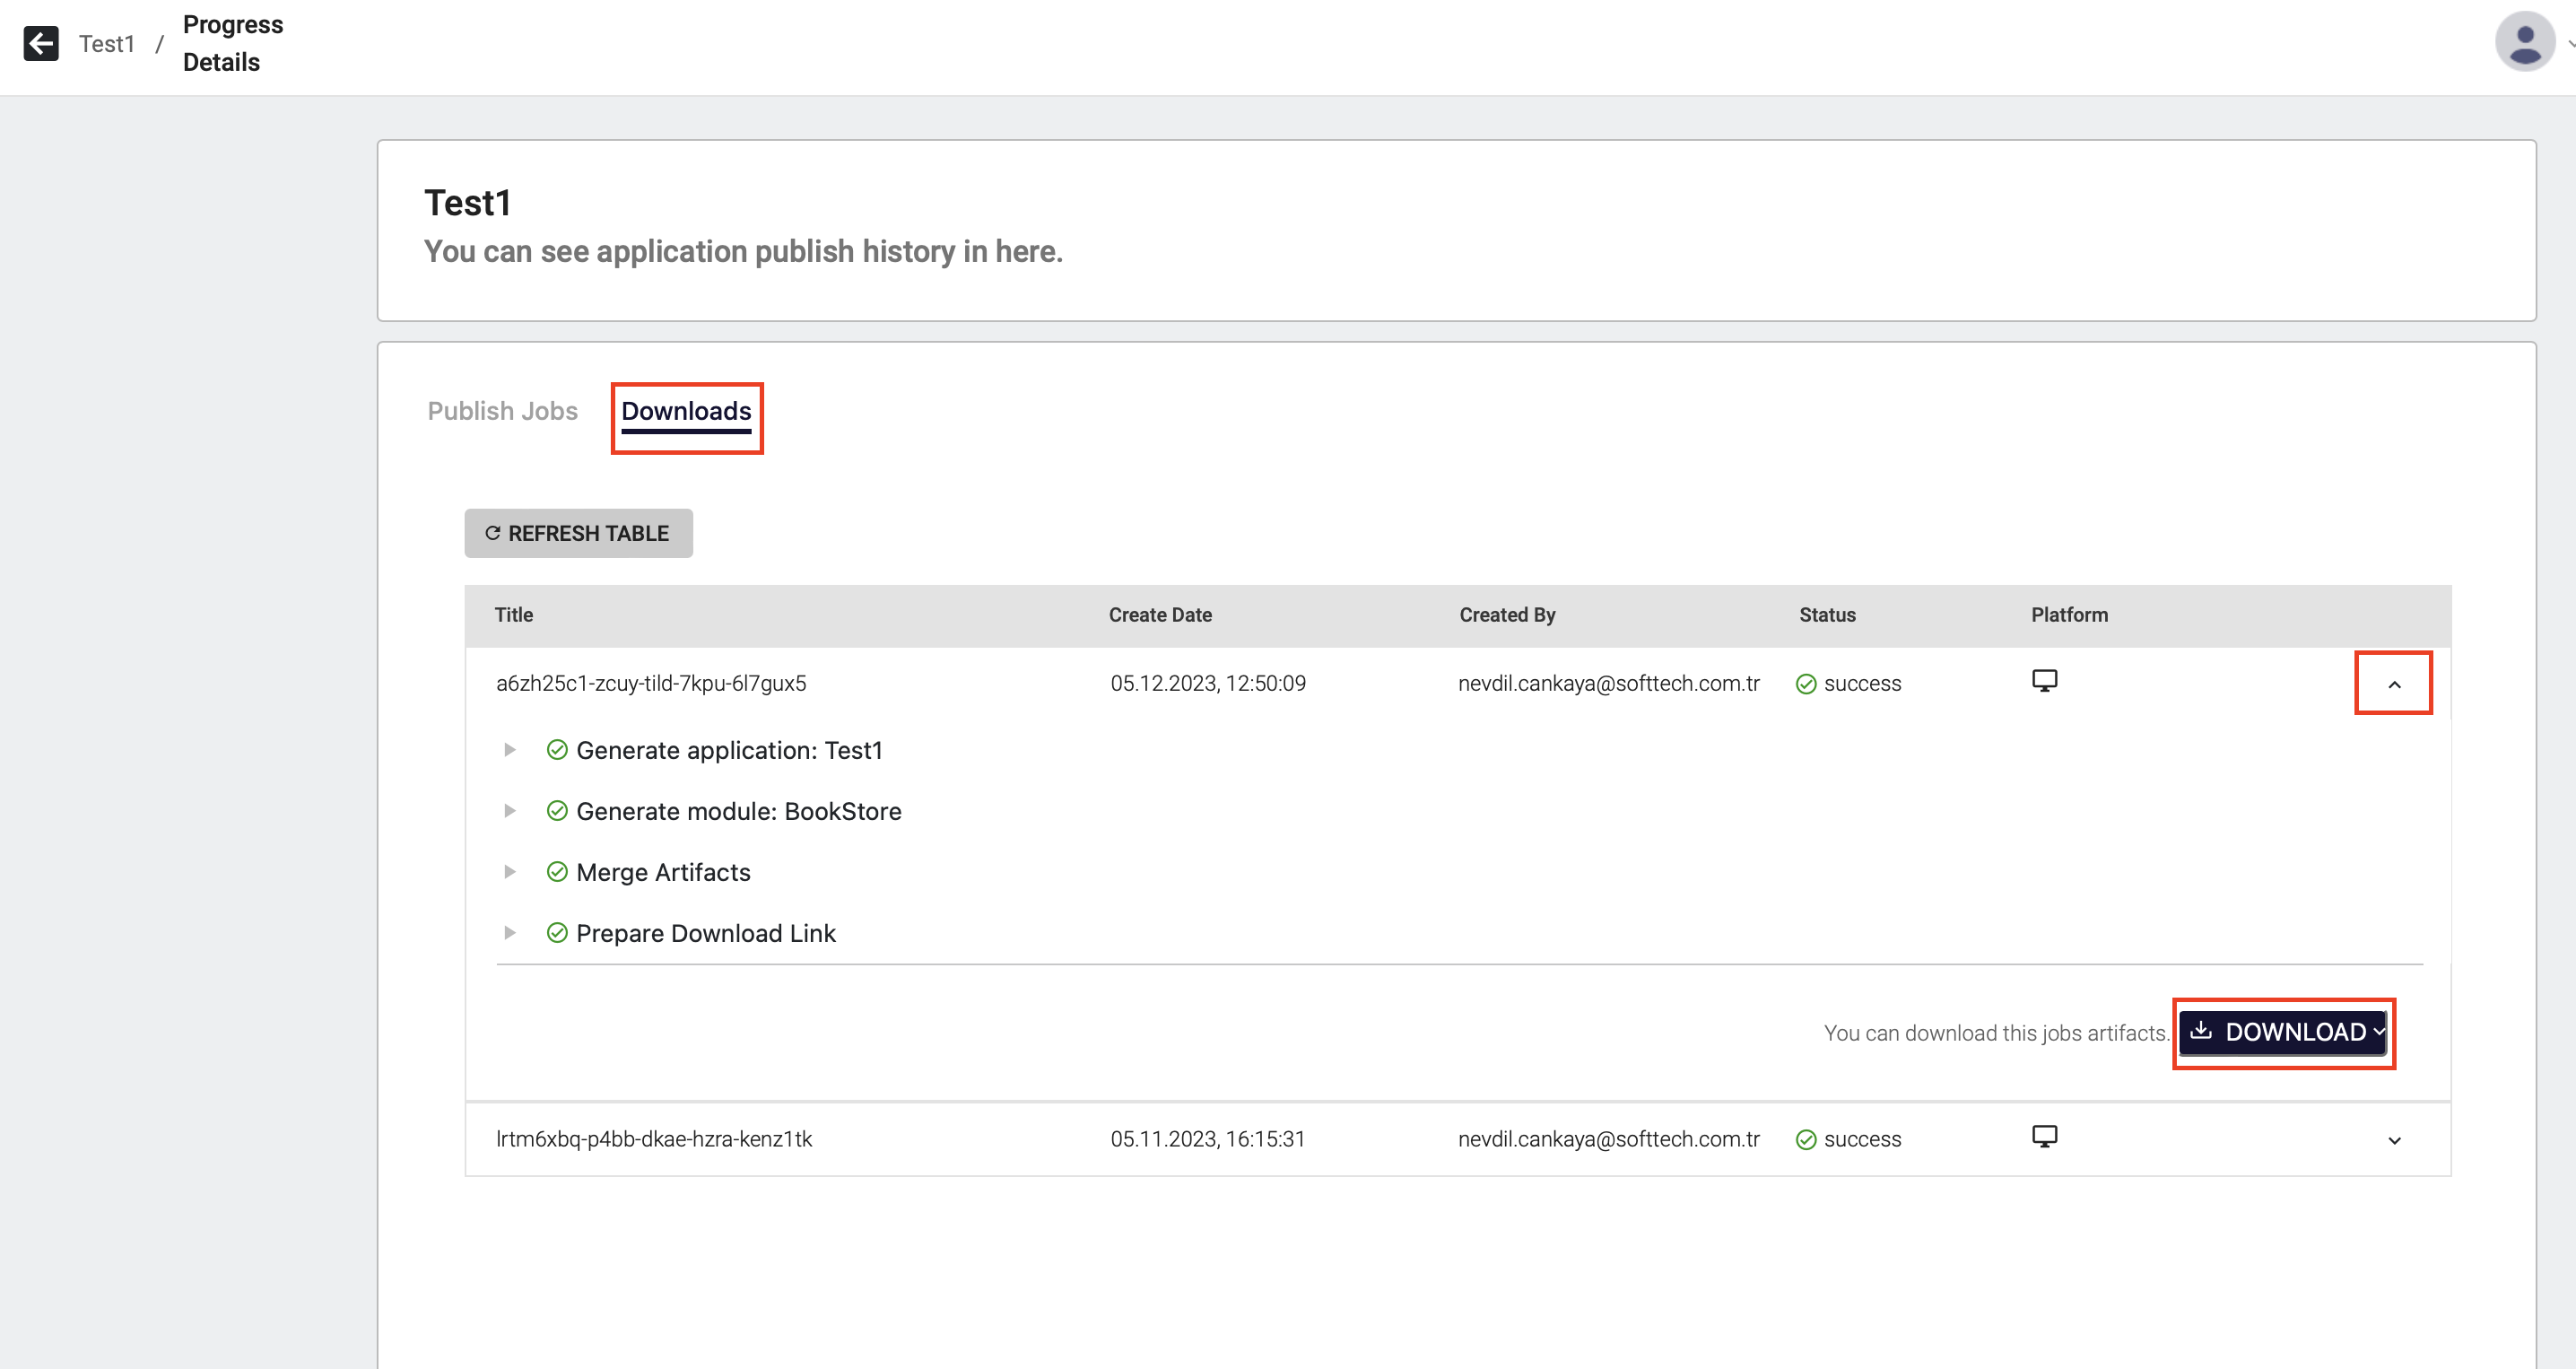 Test1 / Progress
Details
Test1
You can see application publish history in here.
Publish Jobs Downloads
REFRESH TABLE
Title Create Date Created By Status Platform
a6zh25c1-zcuy-tild-7kpu-6l7gux5 05.12.2023, 12:50:09 nevdil.cankaya@softtech.com.tr success
Generate application: Test1
Generate module: BookStore
Merge Artifacts
Prepare Download Link
You can download this jobs artifacts. DOWNLOAD
lrtm6xbq-p4bb-dkae-hzra-kenz1tk 05.11.2023, 16:15:31 nevdil.cankaya@softtech.com.tr success